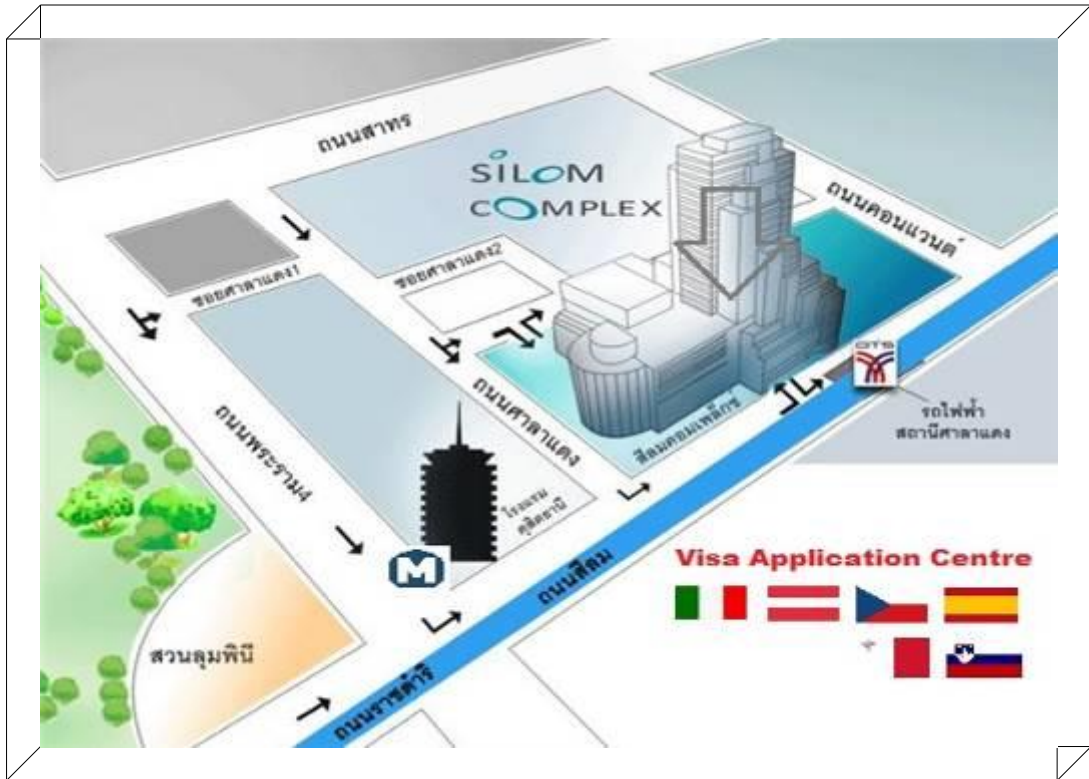 ถนนสาทร
SILOM
COMPLEX
ถนนคอนแวนต์
ซอยศาลาแดง1
ซอยศาลาแดง2
BTS
รถไฟฟ้า
สถานีศาลาแดง
ถนนศาลาแดง
สีลมคอมเพล็กซ์
ถนนพระราม4
โรงแรม
ดุสิตธานี
M
ถนนสีลม
Visa Application Centre
สวนลุมพินี
ถนนราชดำริ